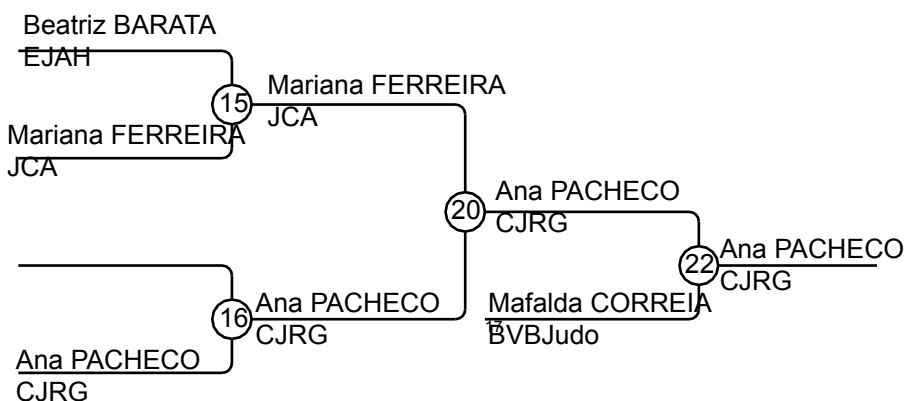 Beatriz BARATA
EJAH
15
Mariana FERREIRA
JCA
Mariana FERREIRA
JCA
20
Ana PACHECO
CJRG
22
Ana PACHECO
CJRG
16
Ana PACHECO
CJRG
Mafalda CORREIA
17
BVBJudo
Ana PACHECO
CJRG